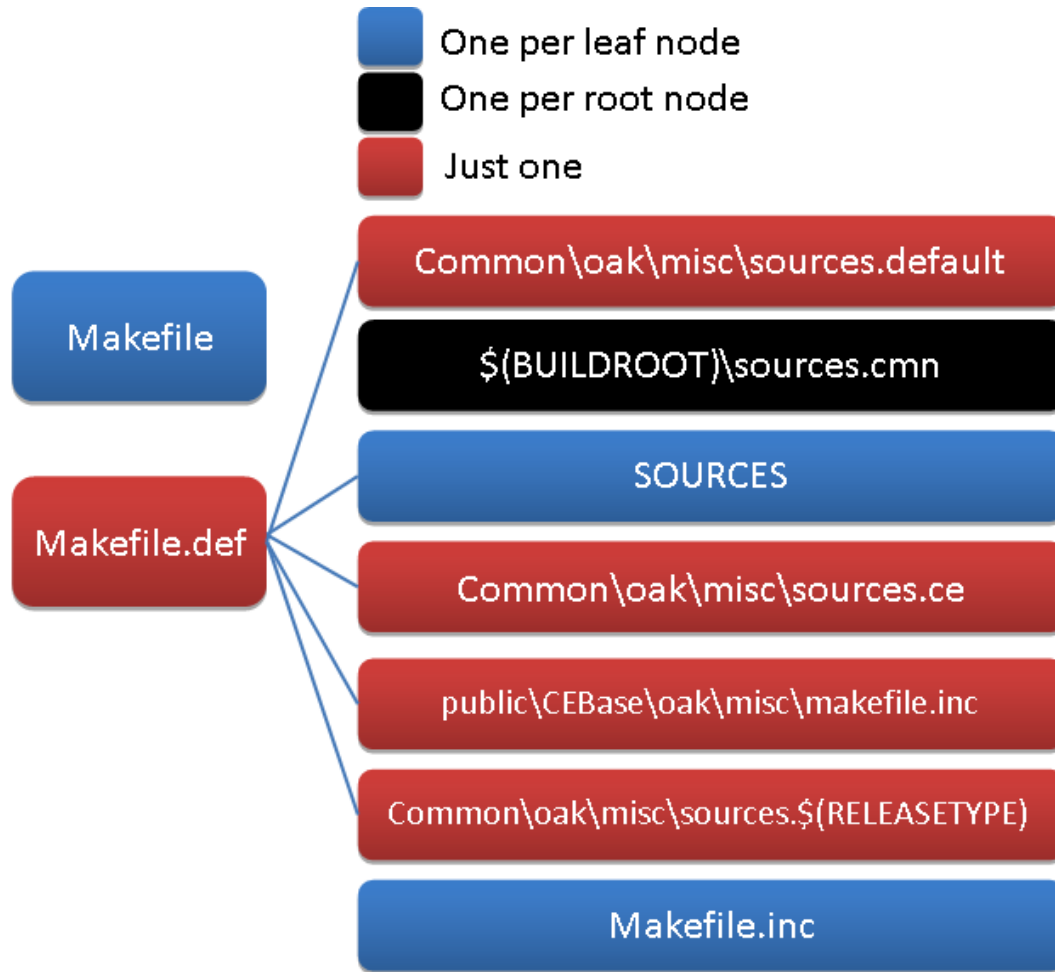 One per leaf node
One per root node
Just one
Makefile
Makefile.def
Common\oak\misc\sources.default
$(BUILDROOT)\sources.cmn
SOURCES
Common\oak\misc\sources.ce
public\CEBase\oak\misc\makefile.inc
Common\oak\misc\sources.$(RELEASETYPE)
Makefile.inc